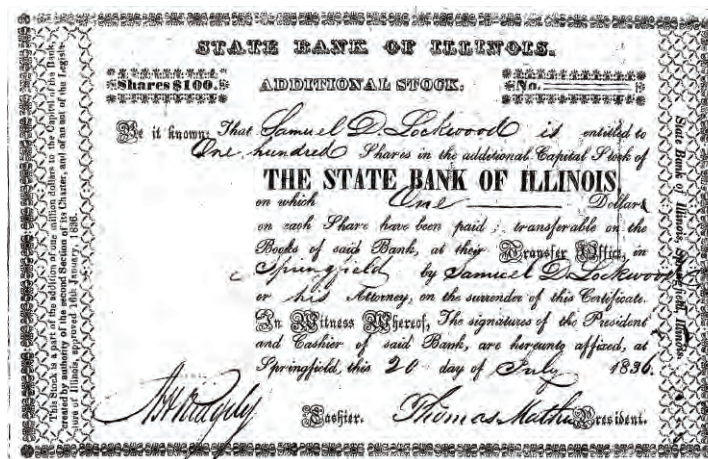 STATE BANK OF ILLINOIS.
Shares $100. ADDITIONAL STOCK. No.
Be it known, That Samuel D. Lockwood is entitled to
One hundred Shares in the additional Capital Stock of
THE STATE BANK OF ILLINOIS
on which One Dollars
on each Share have been paid; transferable on the
Books of said Bank, at their Transfer Office, in
Springfield by Samuel D. Lockwood
or his Attorney, on the surrender of this Certificate.
In Witness Whereof, The signatures of the President
and Cashier of said Bank, are hereunto affixed, at
Springfield, this 20 day of July 1836.
Cashier. Thomas Mather President.
This Stock is a part of the addition of one million dollars to the Capital of the Bank,
created by authority of the second Section of its Charter, and of an act of the Legisla-
ture of Illinois, approved 16th January, 1836.
State Bank of Illinois, Springfield, Illinois.